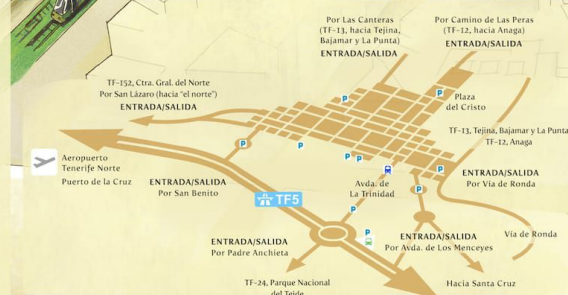 Por Las Canteras
(TF-13, hacia Tejina,
Bajamar y La Punta)
ENTRADA/SALIDA
Por Camino de Las Peras
(TF-12, hacia Anaga)
ENTRADA/SALIDA
TF-152, Ctra. Gral. del Norte
Por San Lázaro (hacia "el norte")
ENTRADA/SALIDA
P
P
Plaza
del Cristo
TF-13, Tejina, Bajamar y La Punta
TF-12, Anaga
P
P
P P
P
Aeropuerto
Tenerife Norte
Puerto de la Cruz
ENTRADA/SALIDA
Por San Benito
ENTRADA/SALIDA
Por Vía de Ronda
Avda. de
La Trinidad
P
TF5
P
P
ENTRADA/SALIDA
Por Padre Anchieta
ENTRADA/SALIDA
Por Avda. de Los Menceyes
Vía de Ronda
TF-24, Parque Nacional
del Teide
Hacia Santa Cruz